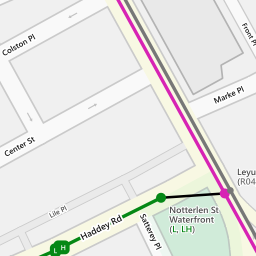 Colston Pl
Front Pl
Marke Pl
Center St
Leyu
(R04
Lile Pl
Notterlen St
Waterfront
(L, LH)
Haddey Rd
Satterey Pl
L H